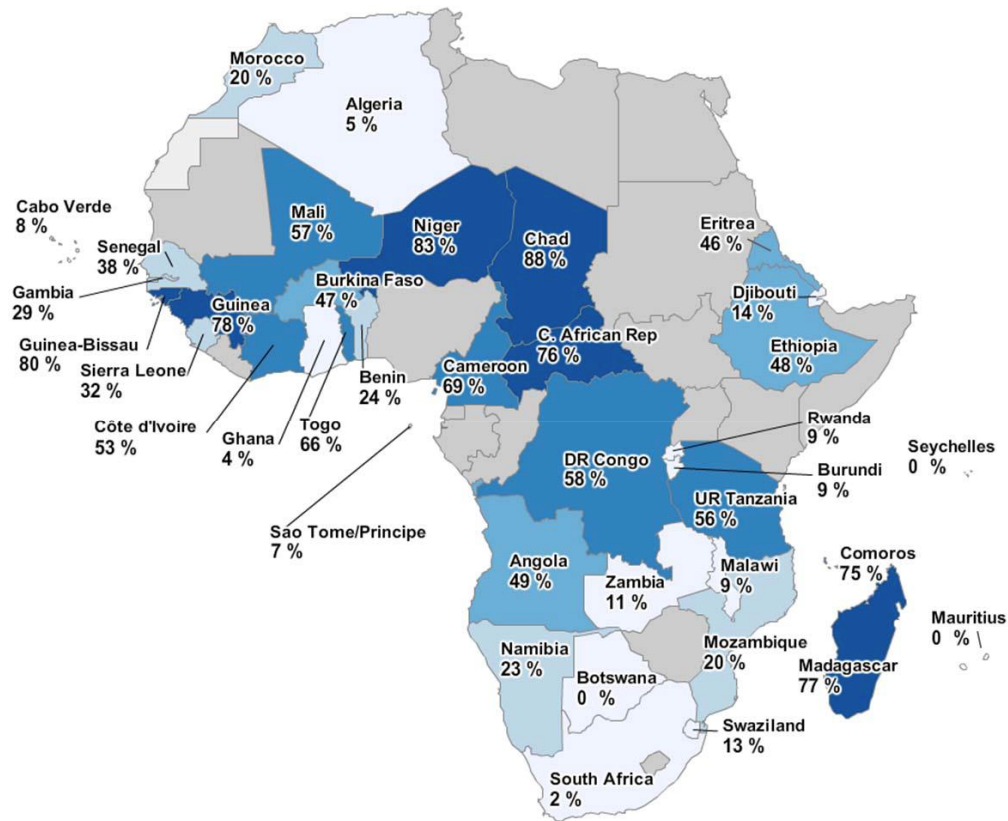 Morocco
20 %
Algeria
5 %
Cabo Verde
8 %
Mali
57 %
Niger
83 %
Chad
88 %
Eritrea
46 %
Senegal
38 %
Gambia
29 %
Burkina Faso
47 %
Djibouti
14 %
Guinea
78 %
Guinea-Bissau
80 %
C. African Rep
76 %
Ethiopia
48 %
Sierra Leone
32 %
Cameroon
69 %
Benin
24 %
Côte d'Ivoire
53 %
Ghana
4 %
Togo
66 %
Rwanda
9 %
Seychelles
0 %
DR Congo
58 %
Burundi
9 %
UR Tanzania
56 %
Sao Tome/Principe
7 %
Angola
49 %
Zambia
11 %
Malawi
9 %
Comoros
75 %
Mauritius
0 %
Namibia
23 %
Mozambique
20 %
Botswana
0 %
Madagascar
77 %
Swaziland
13 %
South Africa
2 %